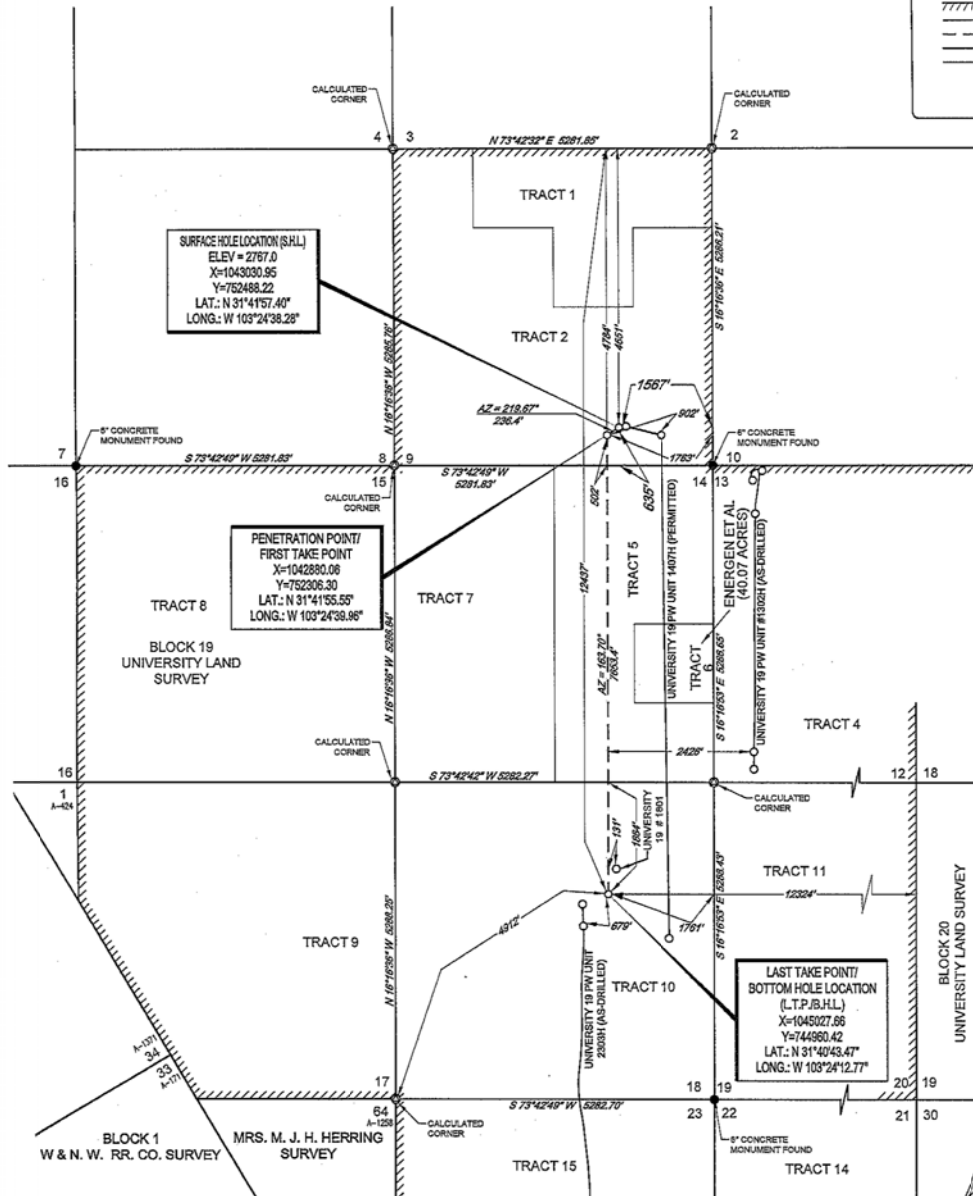 CALCULATED
CORNER
CALCULATED
CORNER
4 3
2
N 73°42'32" E 5281.85'
TRACT 1
SURFACE HOLE LOCATION (S.H.L.)
ELEV = 2767.0
X=1043030.95
Y=752488.22
LAT.: N 31°41'57.40"
LONG.: W 103°24'38.28"
S 16°16'36" E 5286.21'
N 16°16'36" W 5285.76'
TRACT 2
4784'
4651'
1567'
AZ = 219.67°
236.4'
902'
1763'
7
6" CONCRETE
MONUMENT FOUND
6" CONCRETE
MONUMENT FOUND
16
S 73°42'49" W 5281.83'
8 9
15
S 73°42'49" W
5281.83'
10
14 13
CALCULATED
CORNER
502'
635'
PENETRATION POINT/
FIRST TAKE POINT
X=1042880.06
Y=752306.30
LAT.: N 31°41'55.55"
LONG.: W 103°24'39.96"
TRACT 5
UNIVERSITY 19 PW UNIT 1407H (PERMITTED)
ENERGEN ET AL
(40.07 ACRES)
UNIVERSITY 19 PW UNIT #1302H (AS-DRILLED)
TRACT 8
TRACT 7
12437'
BLOCK 19
UNIVERSITY LAND
SURVEY
TRACT
6
AZ = 163.70°
7653.4'
S 16°16'53" E 5288.65'
TRACT 4
2426'
CALCULATED
CORNER
S 73°42'42" W 5282.27'
16
1
A-424
12 18
CALCULATED
CORNER
131'
1864'
UNIVERSITY
19 # 1801
TRACT 11
12324'
S 16°16'53" E 5288.43'
N 16°16'36" W 5288.25'
4912'
679'
1761'
TRACT 9
UNIVERSITY 19 PW UNIT
2303H (AS-DRILLED)
TRACT 10
LAST TAKE POINT/
BOTTOM HOLE LOCATION
(L.T.P./B.H.L.)
X=1045027.66
Y=744960.42
LAT.: N 31°40'43.47"
LONG.: W 103°24'12.77"
BLOCK 20
UNIVERSITY LAND SURVEY
A-1371
34
33
A-171
17
64
A-1258
S 73°42'49" W 5282.70'
18 19
23 22
20 19
21 30
CALCULATED
CORNER
6" CONCRETE
MONUMENT FOUND
BLOCK 1
W & N. W. RR. CO. SURVEY
MRS. M. J. H. HERRING
SURVEY
TRACT 15
TRACT 14